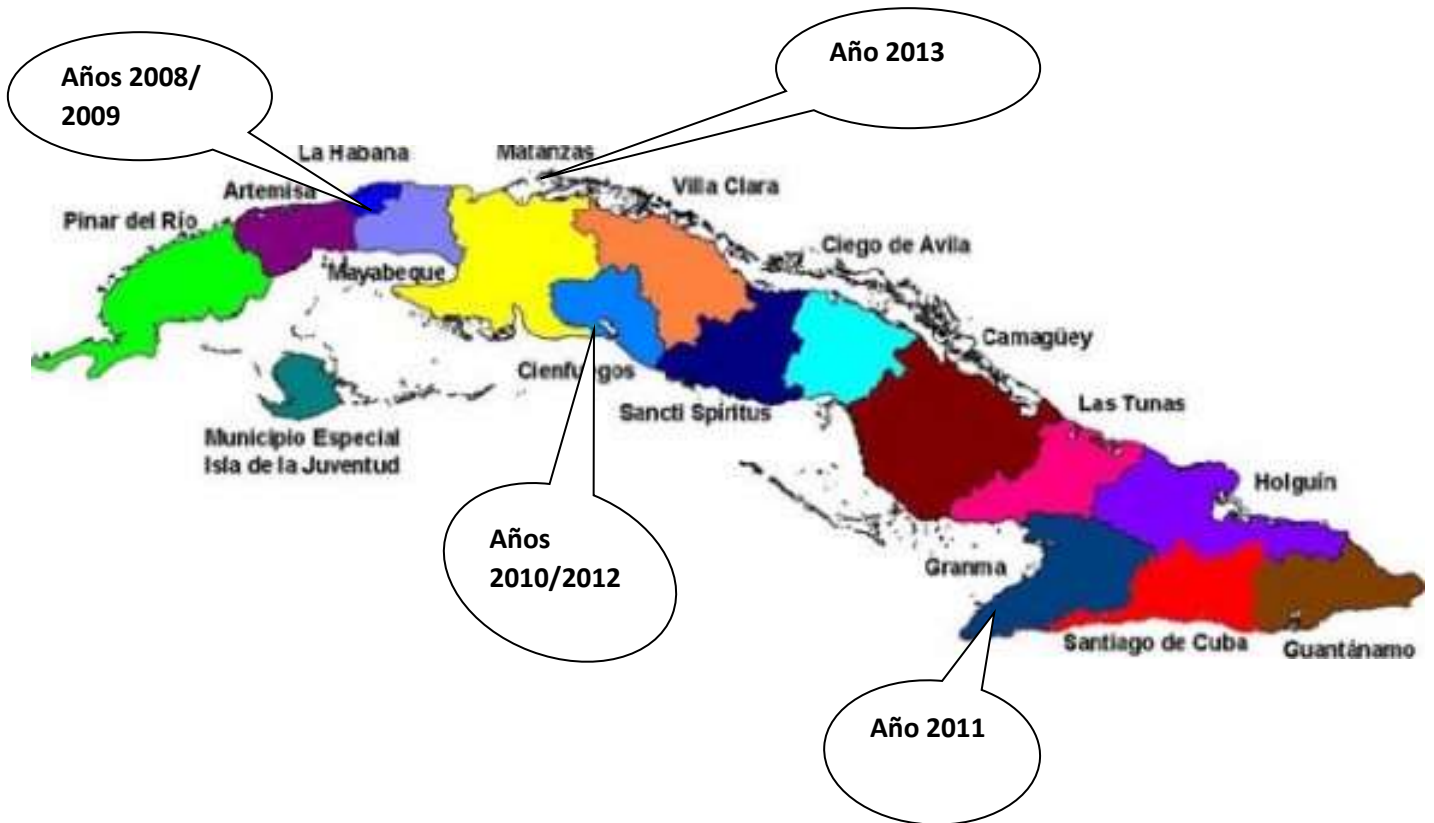 Años 2008/
2009
Año 2013
La Habana
Matanzas
Artemisa
Villa Clara
Pinar del Río
Ciego de Avila
Mayabeque
Camagüey
Cienfuegos
Sancti Spiritus
Las Tunas
Municipio Especial
Isla de la Juventud
Holguín
Años
2010/2012
Granma
Santiago de Cuba
Guantánamo
Año 2011